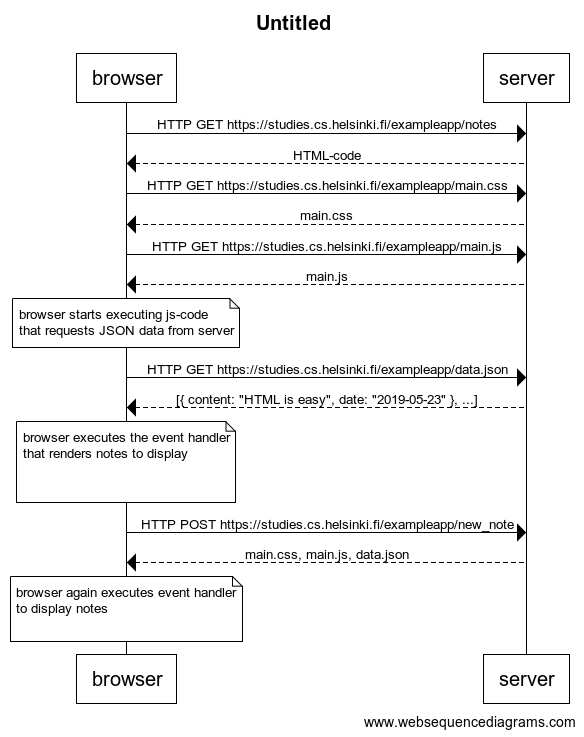 Untitled
browser
server
HTTP GET https://studies.cs.helsinki.fi/exampleapp/notes
HTML-code
HTTP GET https://studies.cs.helsinki.fi/exampleapp/main.css
main.css
HTTP GET https://studies.cs.helsinki.fi/exampleapp/main.js
main.js
browser starts executing js-code
that requests JSON data from server
HTTP GET https://studies.cs.helsinki.fi/exampleapp/data.json
[{ content: "HTML is easy", date: "2019-05-23" }, ...]
browser executes the event handler
that renders notes to display
HTTP POST https://studies.cs.helsinki.fi/exampleapp/new_note
main.css, main.js, data.json
browser again executes event handler
to display notes
browser
server
www.websequencediagrams.com